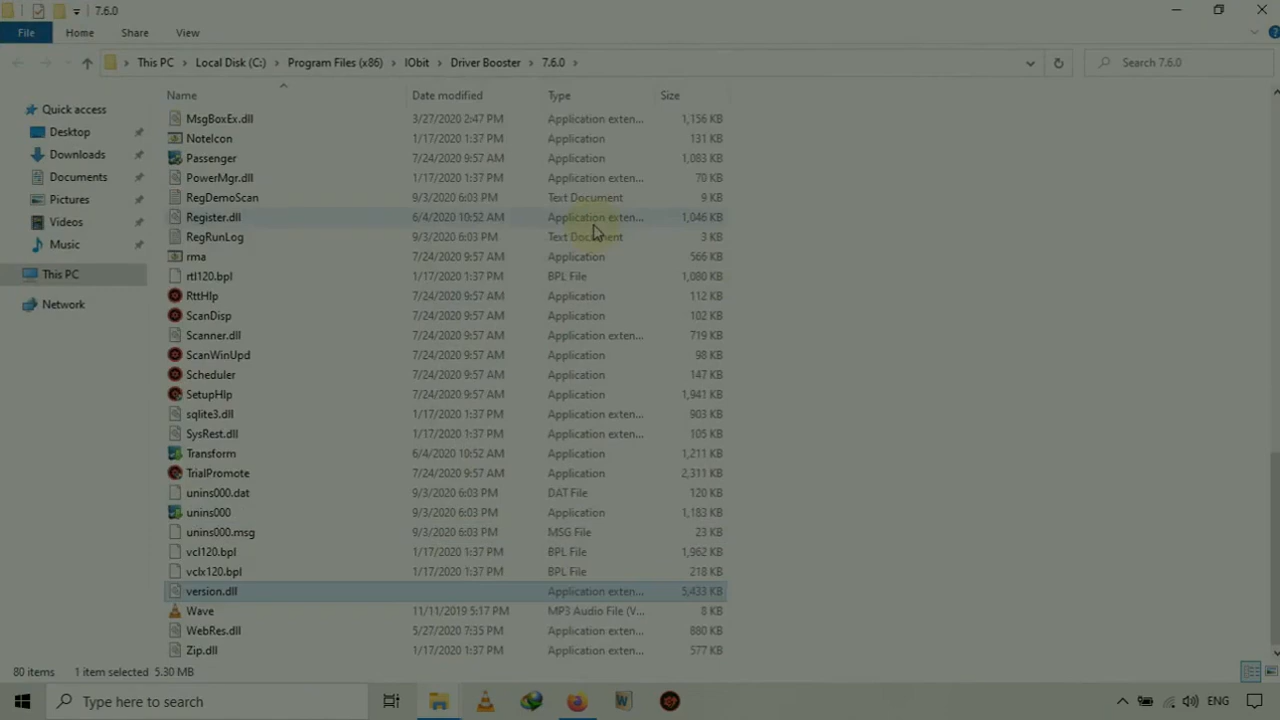 7.6.0
File Home Share View
This PC Local Disk (C:) Program Files (x86) IObit Driver Booster 7.6.0 Search 7.6.0
Name Date modified Type Size
Quick access
Desktop
Downloads
Documents
Pictures
Videos
Music
This PC
Network
MsgBoxEx.dll 3/27/2020 2:47 PM Application exten... 1,156 KB
NoteIcon 1/17/2020 1:37 PM Application 131 KB
Passenger 7/24/2020 9:57 AM Application 1,083 KB
PowerMgr.dll 1/17/2020 1:37 PM Application exten... 70 KB
RegDemoScan 9/3/2020 6:03 PM Text Document 9 KB
Register.dll 6/4/2020 10:52 AM Application exten... 1,046 KB
RegRunLog 9/3/2020 6:03 PM Text Document 3 KB
rma 7/24/2020 9:57 AM Application 566 KB
rtl120.bpl 1/17/2020 1:37 PM BPL File 1,080 KB
RttHlp 7/24/2020 9:57 AM Application 112 KB
ScanDisp 7/24/2020 9:57 AM Application 102 KB
Scanner.dll 7/24/2020 9:57 AM Application exten... 719 KB
ScanWinUpd 7/24/2020 9:57 AM Application 98 KB
Scheduler 7/24/2020 9:57 AM Application 147 KB
SetupHlp 7/24/2020 9:57 AM Application 1,941 KB
sqlite3.dll 1/17/2020 1:37 PM Application exten... 903 KB
SysRest.dll 1/17/2020 1:37 PM Application exten... 105 KB
Transform 6/4/2020 10:52 AM Application 1,211 KB
TrialPromote 7/24/2020 9:57 AM Application 2,311 KB
unins000.dat 9/3/2020 6:03 PM DAT File 120 KB
unins000 9/3/2020 6:03 PM Application 1,183 KB
unins000.msg 9/3/2020 6:03 PM MSG File 23 KB
vcl120.bpl 1/17/2020 1:37 PM BPL File 1,962 KB
vclx120.bpl 1/17/2020 1:37 PM BPL File 218 KB
version.dll Application exten... 5,433 KB
Wave 11/11/2019 5:17 PM MP3 Audio File (V... 8 KB
WebRes.dll 5/27/2020 7:35 PM Application exten... 880 KB
Zip.dll 1/17/2020 1:37 PM Application exten... 577 KB
80 items 1 item selected 5.30 MB
Type here to search ENG